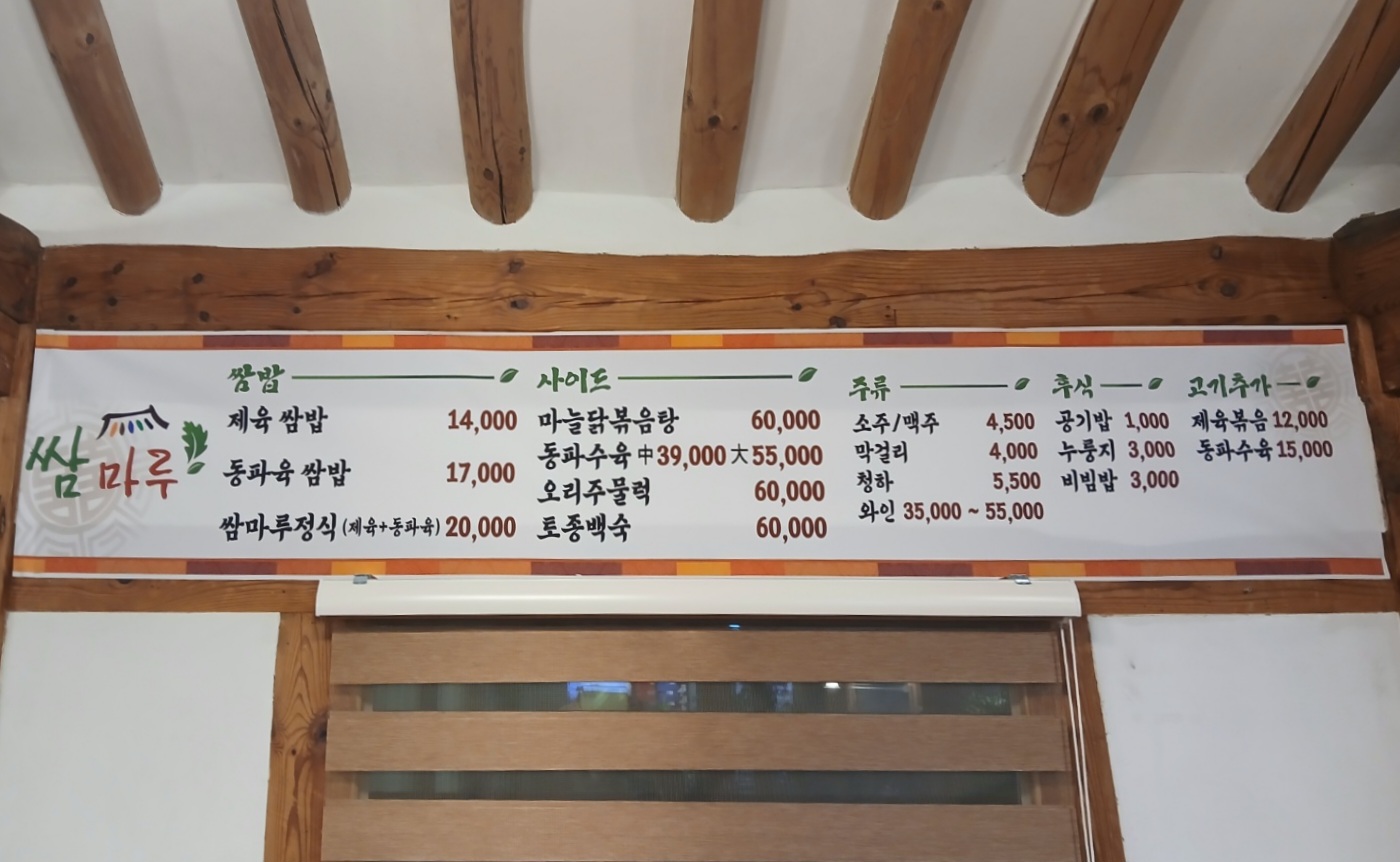 쌈마루
쌈밥
제육 쌈밥 14,000
동파육 쌈밥 17,000
쌈마루정식 (제육+동파육) 20,000
사이드
마늘닭볶음탕 60,000
동파수육 中 39,000 大 55,000
오리주물럭 60,000
토종백숙 60,000
주류
소주/맥주 4,500
막걸리 4,000
청하 5,500
와인 35,000 ~ 55,000
후식
공기밥 1,000
누룽지 3,000
비빔밥 3,000
고기추가
제육볶음 12,000
동파수육 15,000